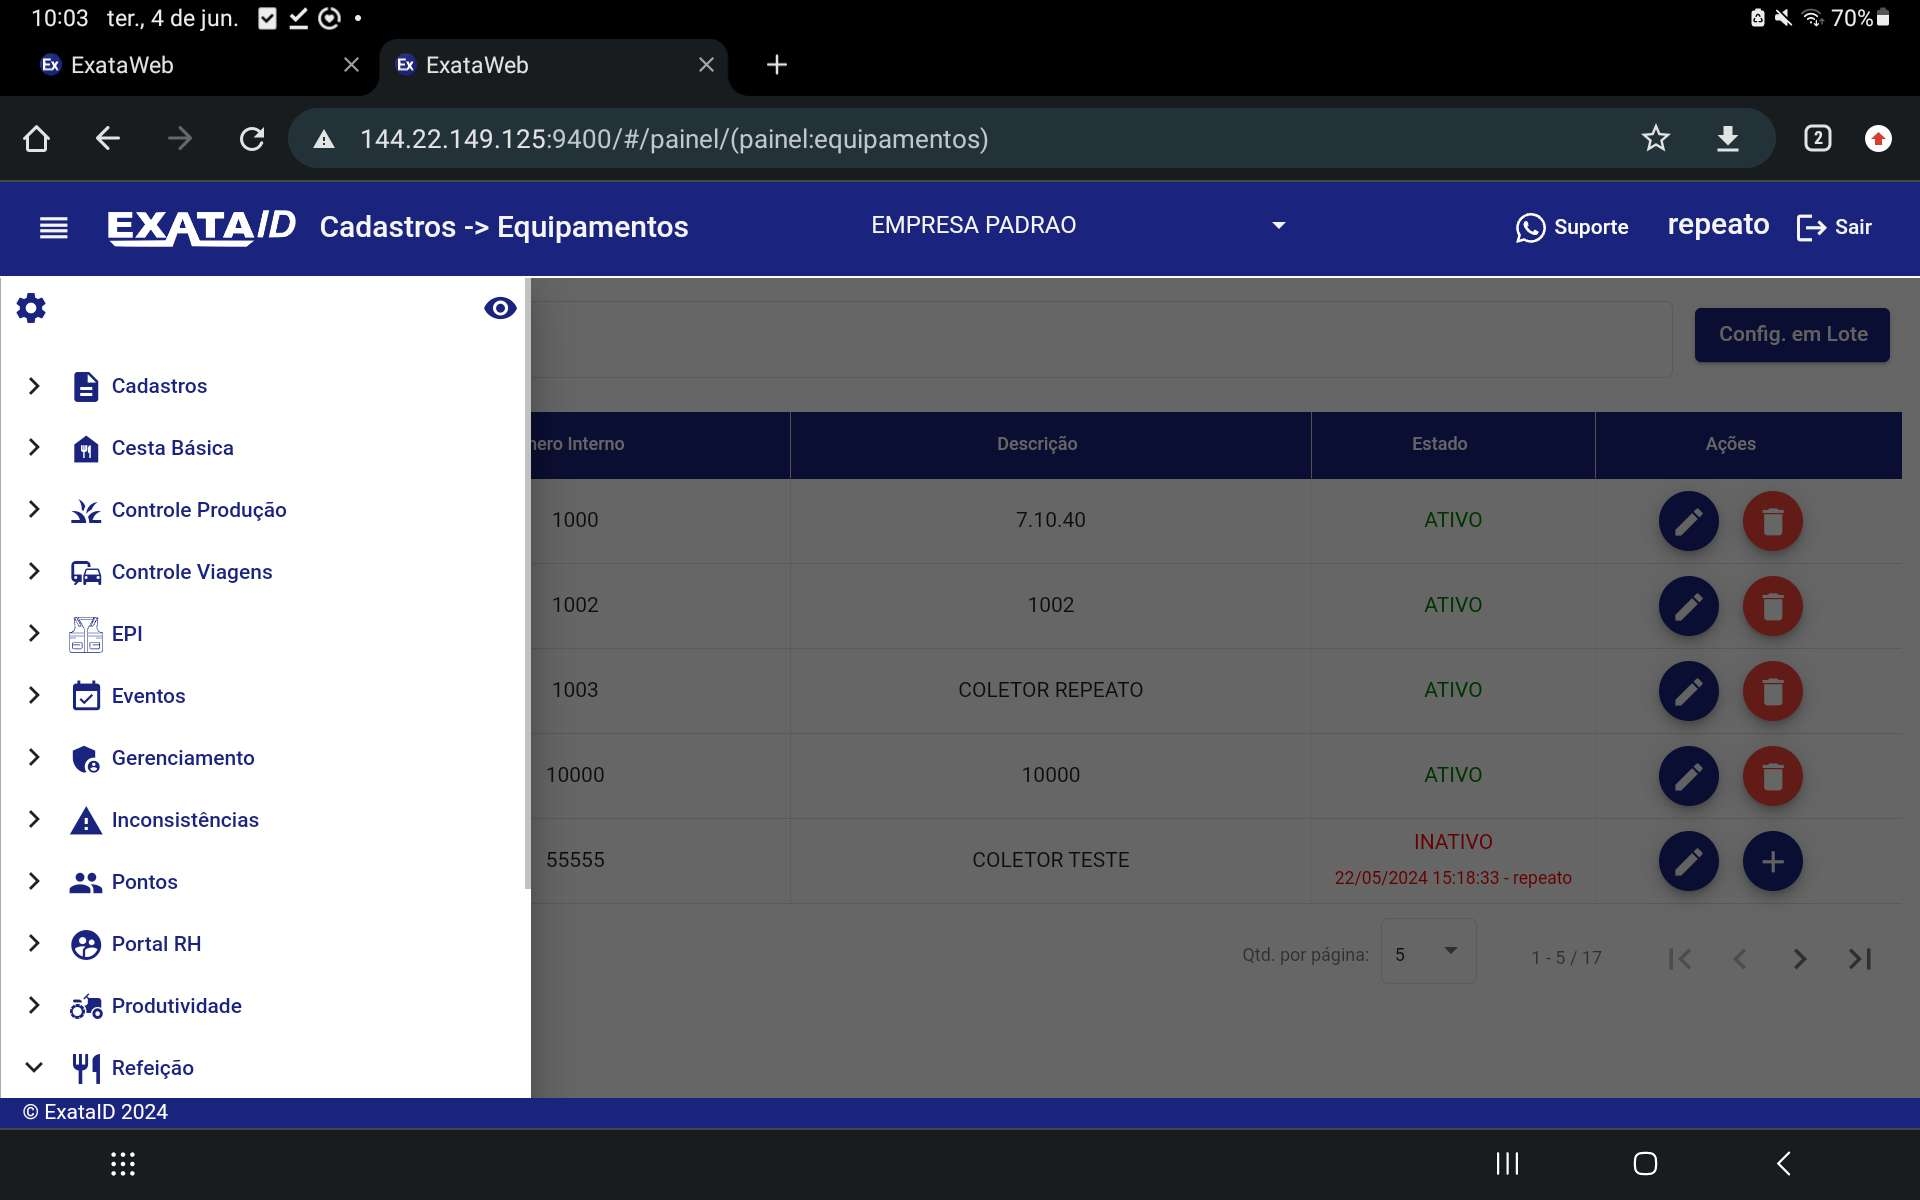 10:03 ter., 4 de jun. 70%
Ex ExataWeb Ex ExataWeb
144.22.149.125:9400/#/painel/(painel:equipamentos) 2
EXATAID Cadastros -> Equipamentos EMPRESA PADRAO Suporte repeato Sair
Config. em Lote
Cadastros
Cesta Básica
Controle Produção
Controle Viagens
EPI
Eventos
Gerenciamento
Inconsistências
Pontos
Portal RH
Produtividade
Refeição
nero Interno Descrição Estado Ações
1000 7.10.40 ATIVO
1002 1002 ATIVO
1003 COLETOR REPEATO ATIVO
10000 10000 ATIVO
55555 COLETOR TESTE INATIVO
22/05/2024 15:18:33 - repeato
Qtd. por página: 5 1 - 5 / 17
© ExataID 2024